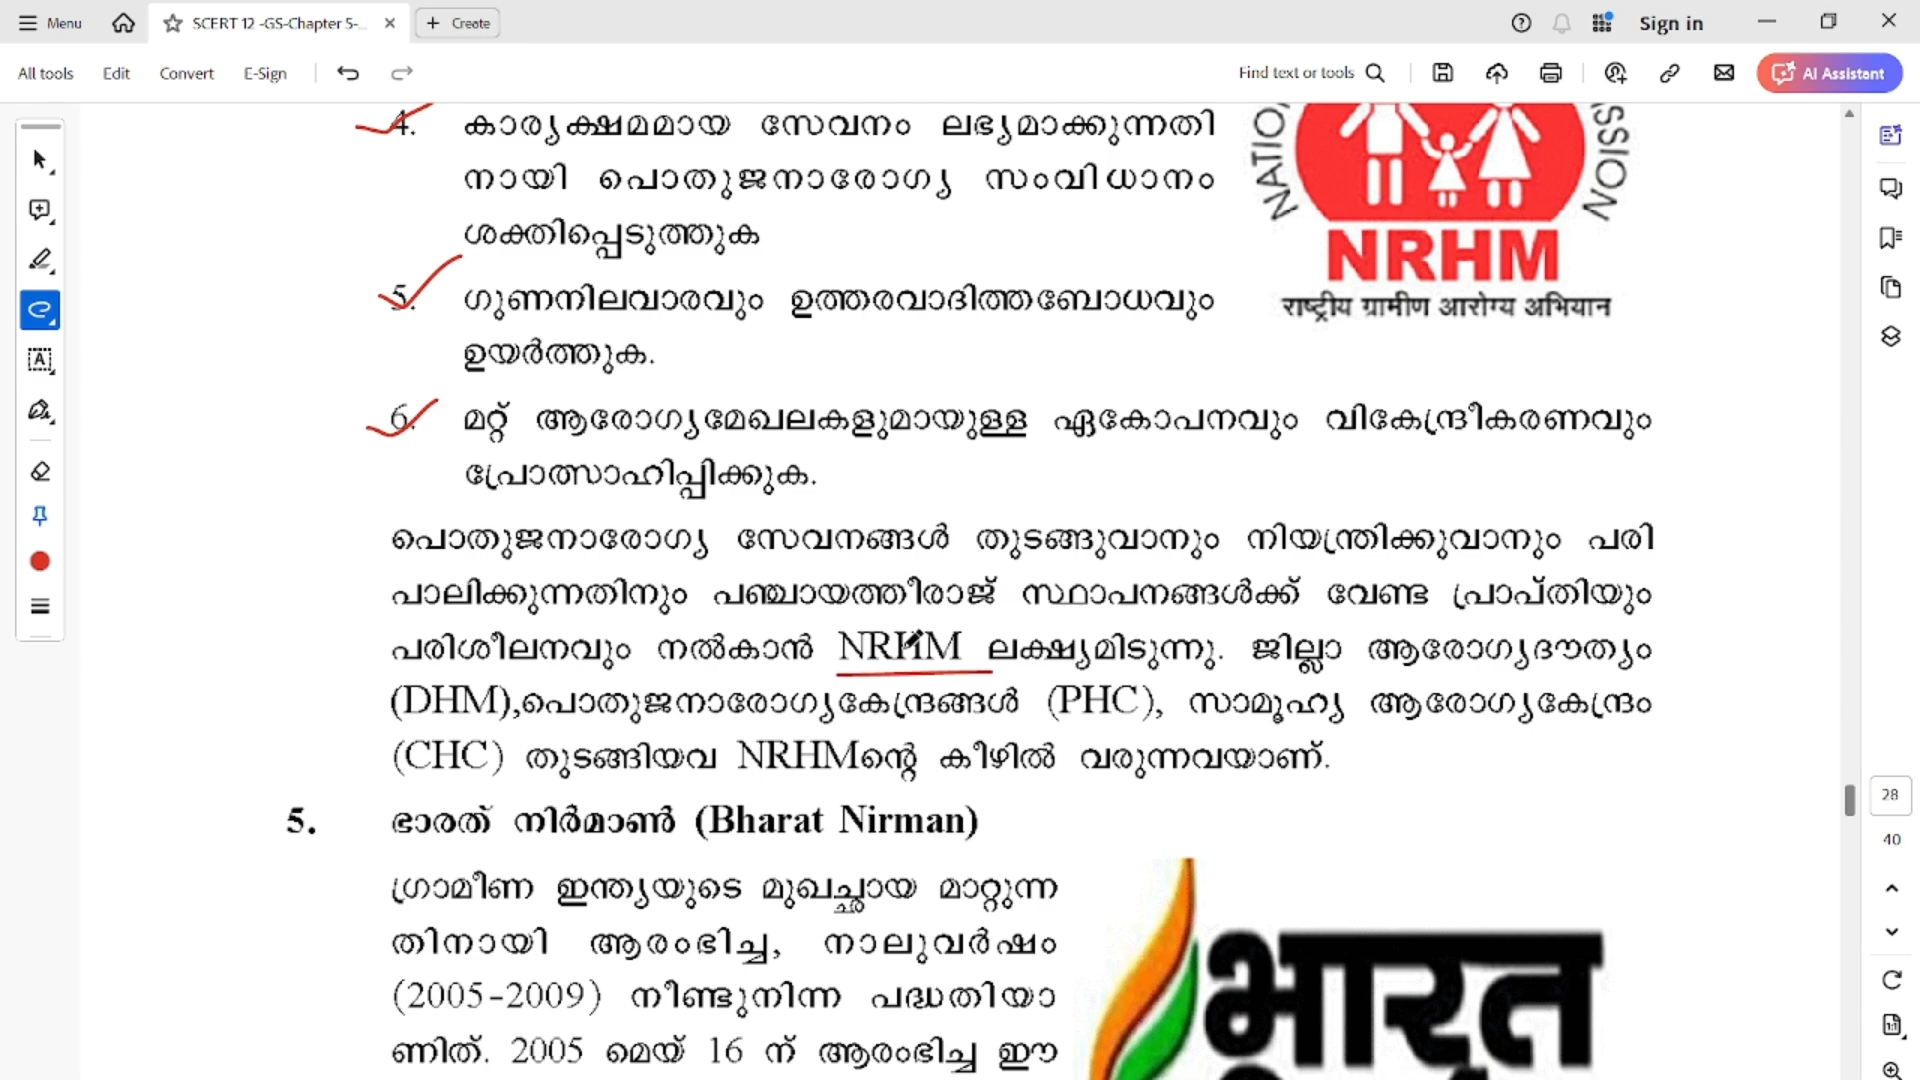 Menu
SCERT 12 -GS-Chapter 5-...
Create
Sign in
All tools
Edit
Convert
E-Sign
Find text or tools
AI Assistant
4. കാര്യക്ഷമമായ സേവനം ലഭ്യമാക്കുന്നതി
നായി പൊതുജനാരോഗ്യ സംവിധാനം
ശക്തിപ്പെടുത്തുക
NATIO
SSION
NRHM
राष्ट्रीय ग्रामीण आरोग्य अभियान
5. ഗുണനിലവാരവും ഉത്തരവാദിത്തബോധവും
ഉയർത്തുക.
6. മറ്റ് ആരോഗ്യമേഖലകളുമായുള്ള ഏകോപനവും വികേന്ദ്രീകരണവും
പ്രോത്സാഹിപ്പിക്കുക.
പൊതുജനാരോഗ്യ സേവനങ്ങൾ തുടങ്ങുവാനും നിയന്ത്രിക്കുവാനും പരി
പാലിക്കുന്നതിനും പഞ്ചായത്തീരാജ് സ്ഥാപനങ്ങൾക്ക് വേണ്ട പ്രാപ്തിയും
പരിശീലനവും നൽകാൻ NRHM ലക്ഷ്യമിടുന്നു. ജില്ലാ ആരോഗ്യദൗത്യം
(DHM),പൊതുജനാരോഗ്യകേന്ദ്രങ്ങൾ (PHC), സാമൂഹ്യ ആരോഗ്യകേന്ദ്രം
(CHC) തുടങ്ങിയവ NRHMന്റെ കീഴിൽ വരുന്നവയാണ്.
5. ഭാരത് നിർമാൺ (Bharat Nirman)
ഗ്രാമീണ ഇന്ത്യയുടെ മുഖച്ഛായ മാറ്റുന്ന
തിനായി ആരംഭിച്ച, നാലുവർഷം
(2005-2009) നീണ്ടുനിന്ന പദ്ധതിയാ
ണിത്. 2005 മെയ് 16 ന് ആരംഭിച്ച ഈ
भारत
28
40